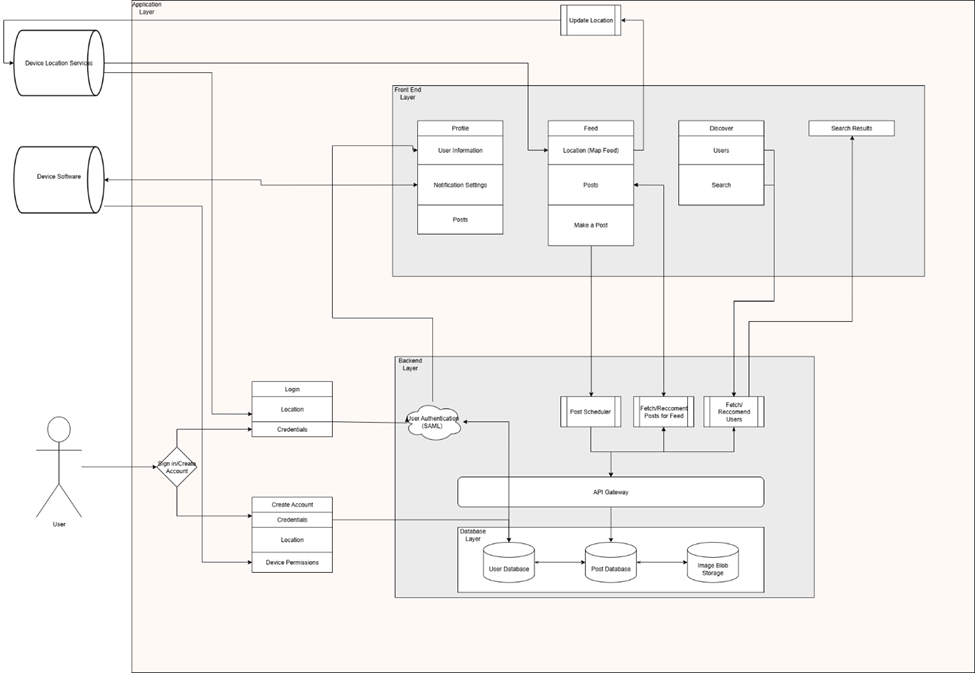 Application
Layer
Update Location
Device Location Services
Front End
Layer
Profile
User Information
Notification Settings
Posts
Feed
Location (Map Feed)
Posts
Make a Post
Discover
Users
Search
Search Results
Device Software
Backend
Layer
Login
Location
Credentials
User Authentication
(SAML)
Post Scheduler
Fetch/Reccoment
Posts for Feed
Fetch/
Reccomend
Users
Sign in/Create
Account
User
API Gateway
Create Account
Credentials
Location
Device Permissions
Database
Layer
User Database
Post Database
Image Blob
Storage